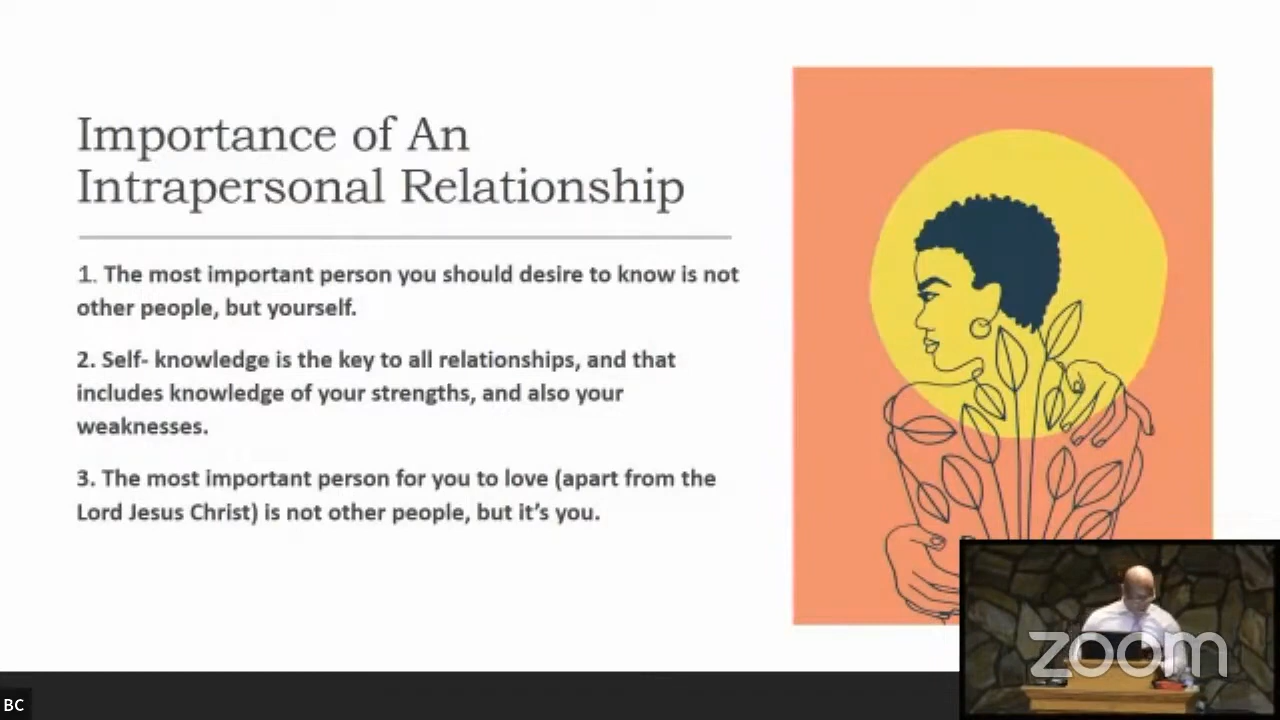 Importance of An
Intrapersonal Relationship
1. The most important person you should desire to know is not
other people, but yourself.
2. Self- knowledge is the key to all relationships, and that
includes knowledge of your strengths, and also your
weaknesses.
3. The most important person for you to love (apart from the
Lord Jesus Christ) is not other people, but it’s you.
zoom
BC